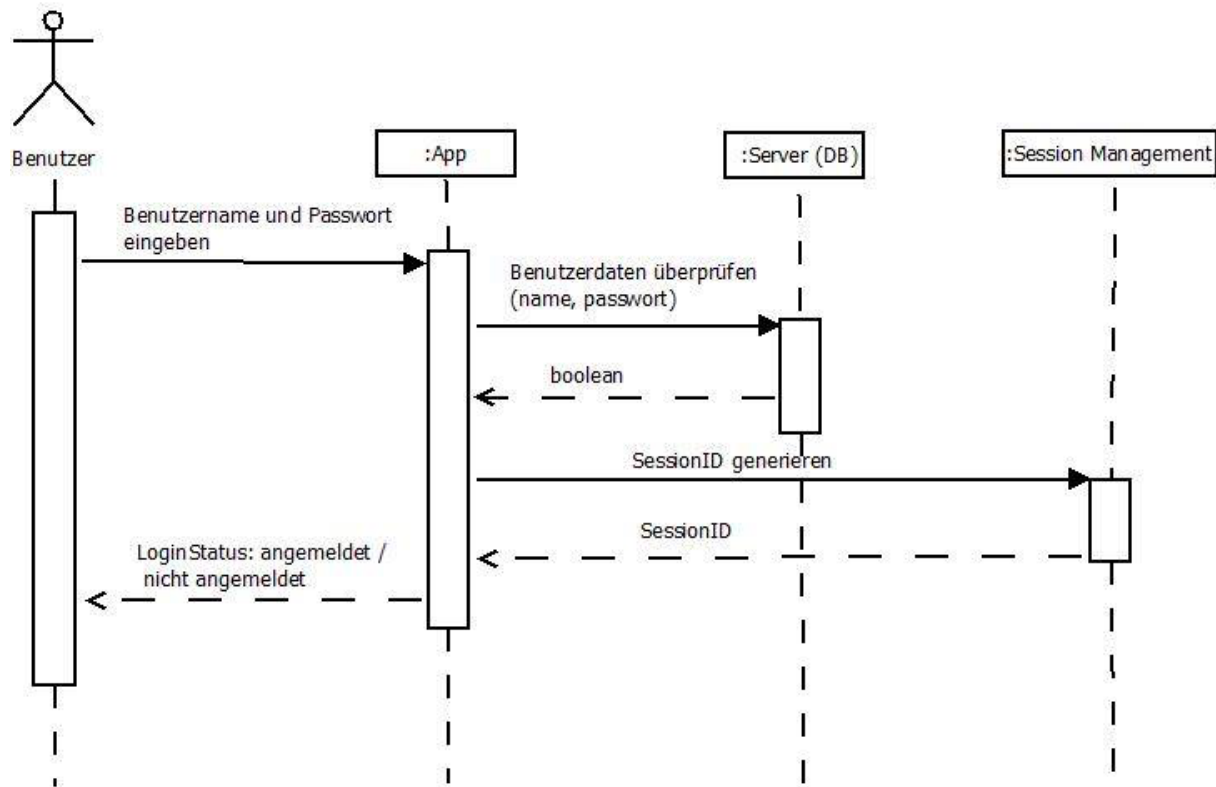 Benutzer
:App
:Server (DB)
:Session Management
Benutzername und Passwort
eingeben
Benutzerdaten überprüfen
(name, passwort)
boolean
SessionID generieren
SessionID
LoginStatus: angemeldet /
nicht angemeldet